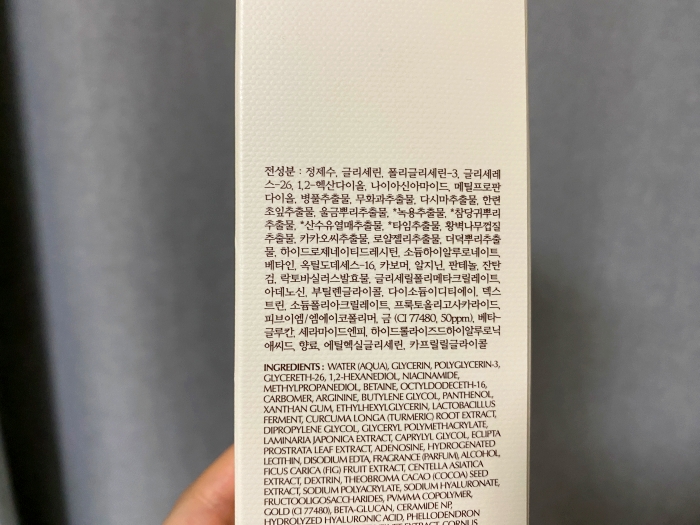 전성분 : 정제수, 글리세린, 폴리글리세린-3, 글리세레
스-26, 1,2-헥산다이올, 나이아신아마이드, 메틸프로판
다이올, 병풀추출물, 무화과추출물, 다시마추출물, 한련
초잎추출물, 울금뿌리추출물, *녹용추출물, *참당귀뿌리
추출물, *산수유열매추출물, *타임추출물, 황벽나무껍질
추출물, 카카오씨추출물, 로얄젤리추출물, 더덕뿌리추출
물, 하이드로제네이티드레시틴, 소듐하이알루로네이트,
베타인, 옥틸도데세스-16, 카보머, 알지닌, 판테놀, 잔탄
검, 락토바실러스발효물, 글리세릴폴리메타크릴레이트,
아데노신, 부틸렌글라이콜, 다이소듐이디티에이, 덱스
트린, 소듐폴리아크릴레이트, 프룩토올리고사카라이드,
피브이엠/엠에이코폴리머, 금 (CI 77480, 50ppm), 베타-
글루칸, 세라마이드엔피, 하이드롤라이즈드하이알루로닉
애씨드, 향료, 에틸헥실글리세린, 카프릴릴글라이콜
INGREDIENTS : WATER (AQUA), GLYCERIN, POLYGLYCERIN-3,
GLYCERETH-26, 1,2-HEXANEDIOL, NIACINAMIDE,
METHYLPROPANEDIOL, BETAINE, OCTYLDODECETH-16,
CARBOMER, ARGININE, BUTYLENE GLYCOL, PANTHENOL,
XANTHAN GUM, ETHYLHEXYLGLYCERIN, LACTOBACILLUS
FERMENT, CURCUMA LONGA (TURMERIC) ROOT EXTRACT,
DIPROPYLENE GLYCOL, GLYCERYL POLYMETHACRYLATE,
LAMINARIA JAPONICA EXTRACT, CAPRYLYL GLYCOL, ECLIPTA
PROSTRATA LEAF EXTRACT, ADENOSINE, HYDROGENATED
LECITHIN, DISODIUM EDTA, FRAGRANCE (PARFUM), ALCOHOL,
FICUS CARICA (FIG) FRUIT EXTRACT, CENTELLA ASIATICA
EXTRACT, DEXTRIN, THEOBROMA CACAO (COCOA) SEED
EXTRACT, SODIUM POLYACRYLATE, SODIUM HYALURONATE,
FRUCTOOLIGOSACCHARIDES, PVM/MA COPOLYMER,
GOLD (CI 77480), BETA-GLUCAN, CERAMIDE NP,
HYDROLYZED HYALURONIC ACID, PHELLODENDRON
EXTRACT, CORNUS